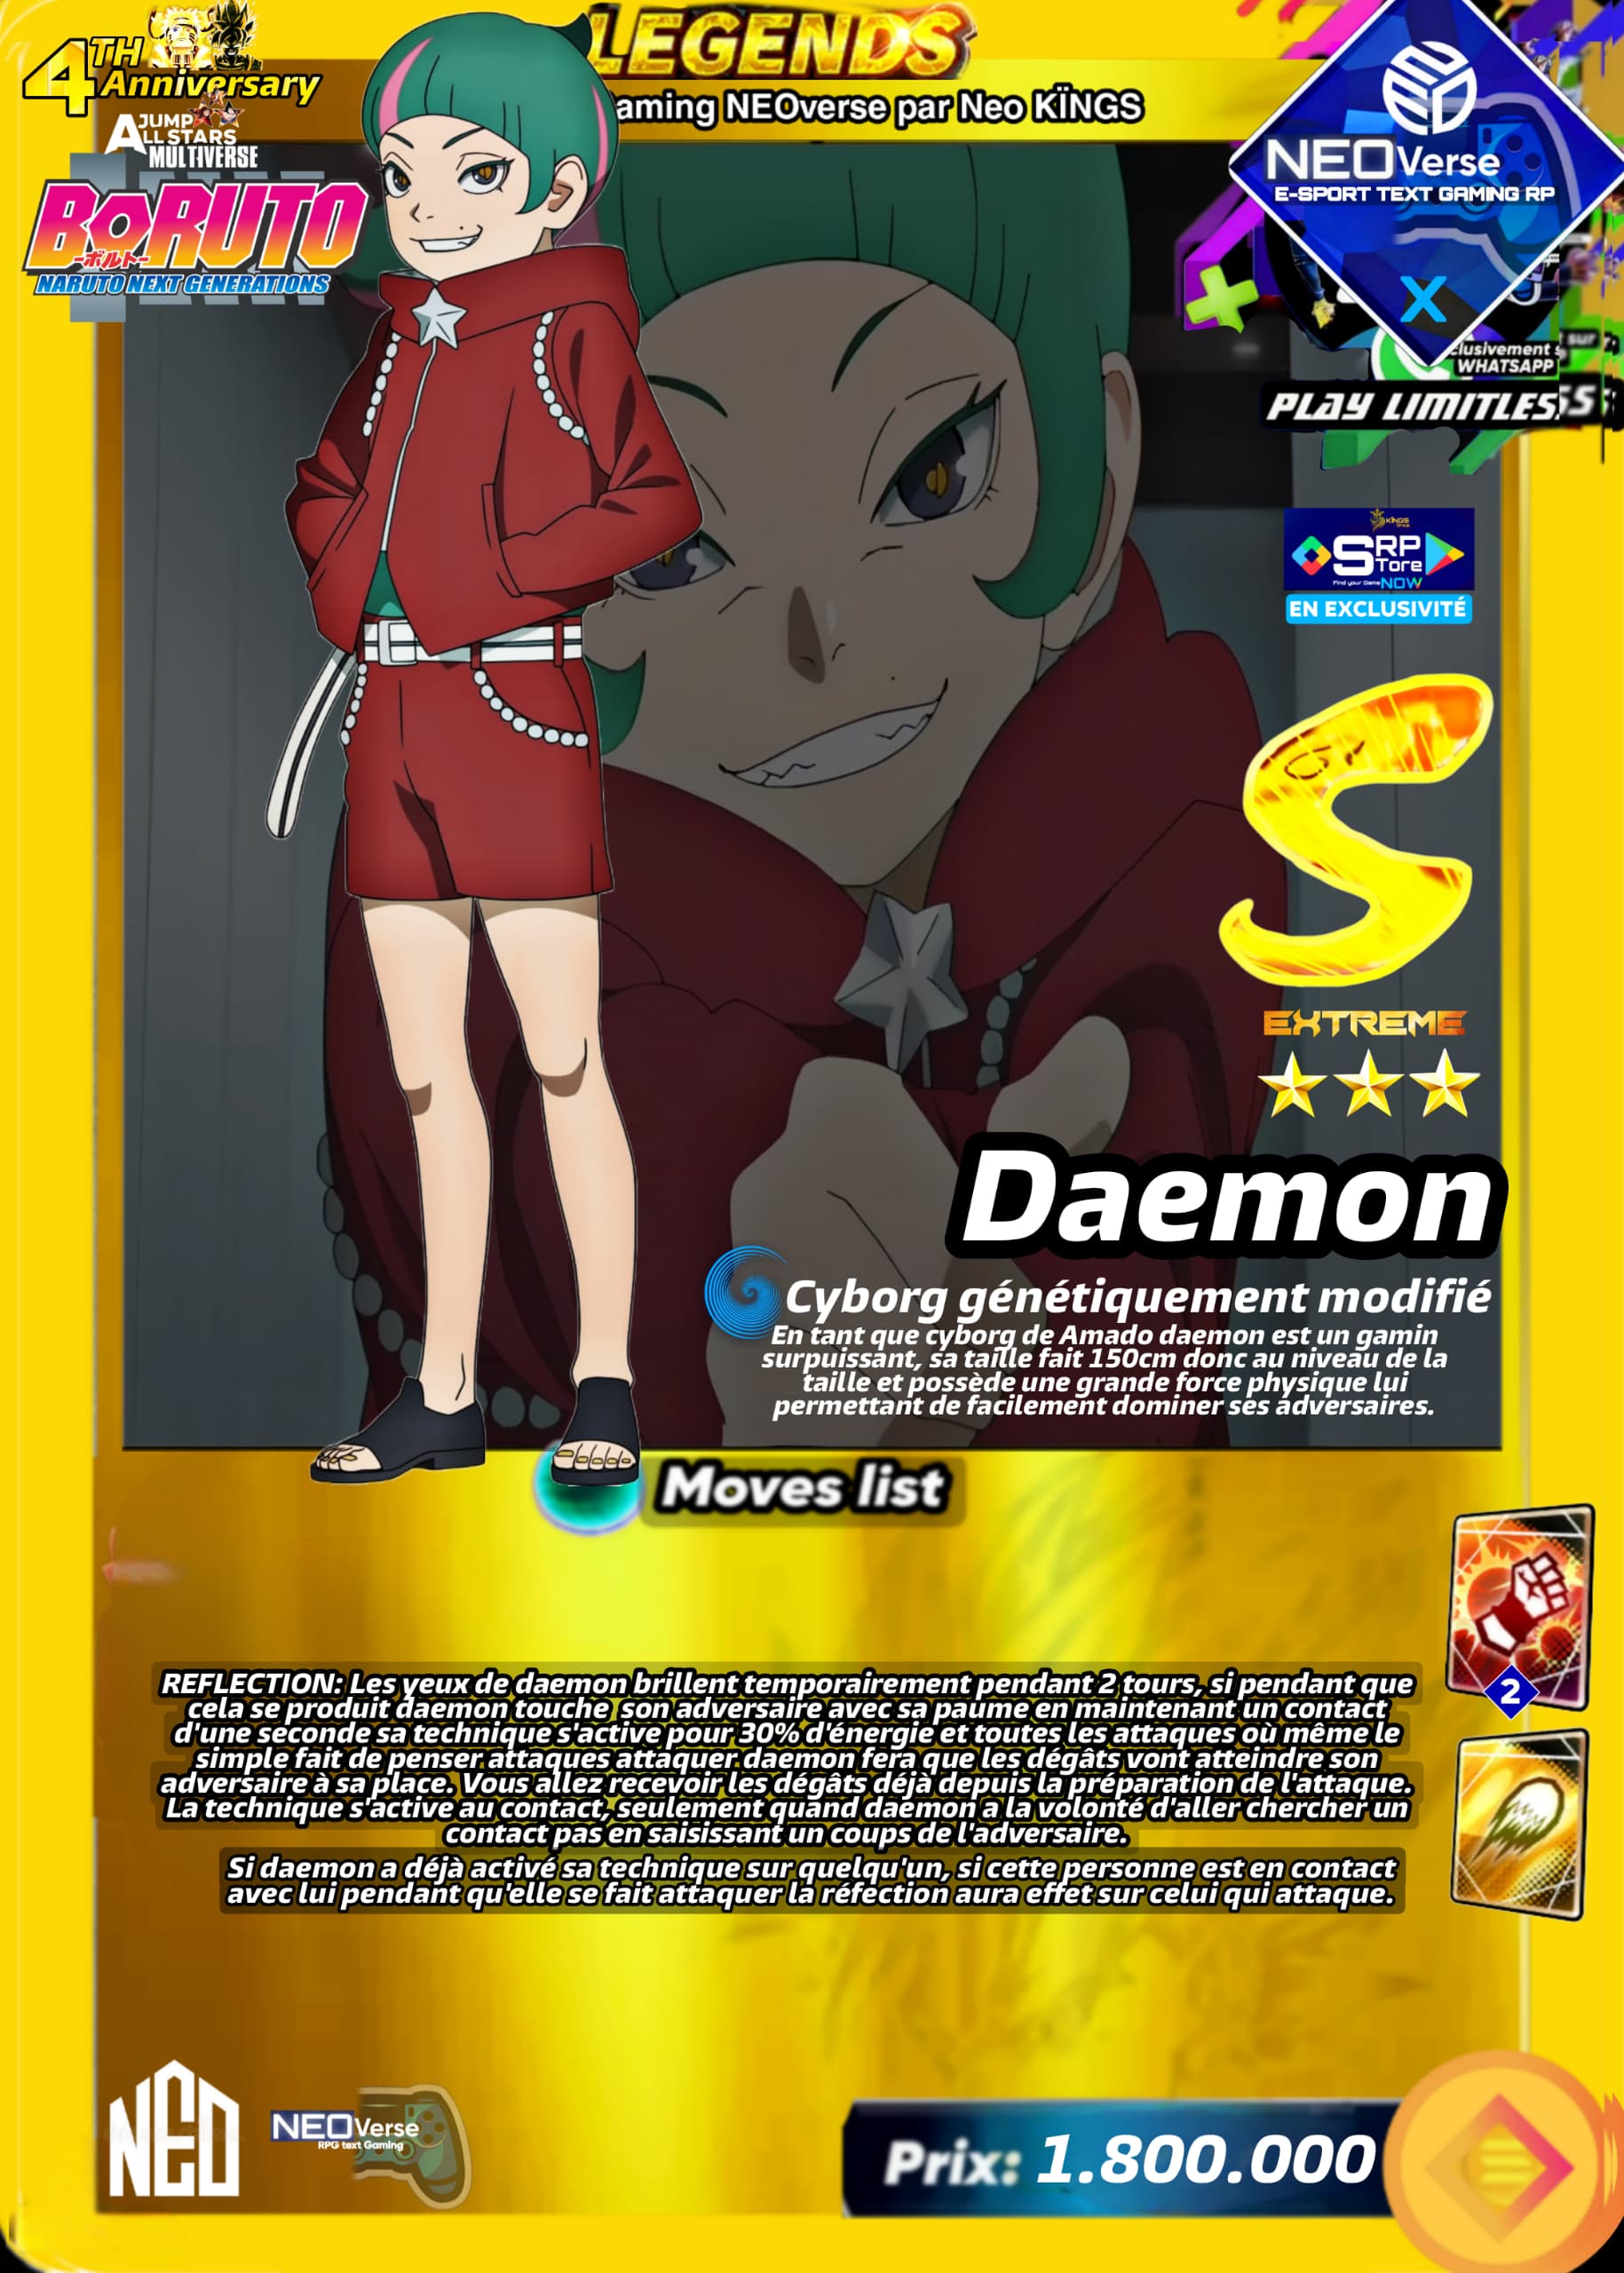 4TH
Anniversary
LEGENDS
aming NEOverse par Neo KÏNGS
JUMP
ALL STARS
MULTIVERSE
BORUTO
-ボルト-
NARUTO NEXT GENERATIONS
NEOVerse
E-SPORT TEXT GAMING RP
X
clusivement
sur
WHATSAPP
PLAY LIMITLESS
KÏNGS
SRP
Tore
Find your Game NOW
EN EXCLUSIVITÉ
S
EXTREME
Daemon
Cyborg génétiquement modifié
En tant que cyborg de Amado daemon est un gamin
surpuissant, sa taille fait 150cm donc au niveau de la
taille et possède une grande force physique lui
permettant de facilement dominer ses adversaires.
Moves list
2
REFLECTION: Les yeux de daemon brillent temporairement pendant 2 tours, si pendant que
cela se produit daemon touche son adversaire avec sa paume en maintenant un contact
d'une seconde sa technique s'active pour 30% d'énergie et toutes les attaques où même le
simple fait de penser attaques attaquer daemon fera que les dégâts vont atteindre son
adversaire à sa place. Vous allez recevoir les dégâts déjà depuis la préparation de l'attaque.
La technique s'active au contact, seulement quand daemon a la volonté d'aller chercher un
contact pas en saisissant un coups de l'adversaire.
Si daemon a déjà activé sa technique sur quelqu'un, si cette personne est en contact
avec lui pendant qu'elle se fait attaquer la réfection aura effet sur celui qui attaque.
NEO
NEOVerse
RPG text Gaming
Prix: 1.800.000